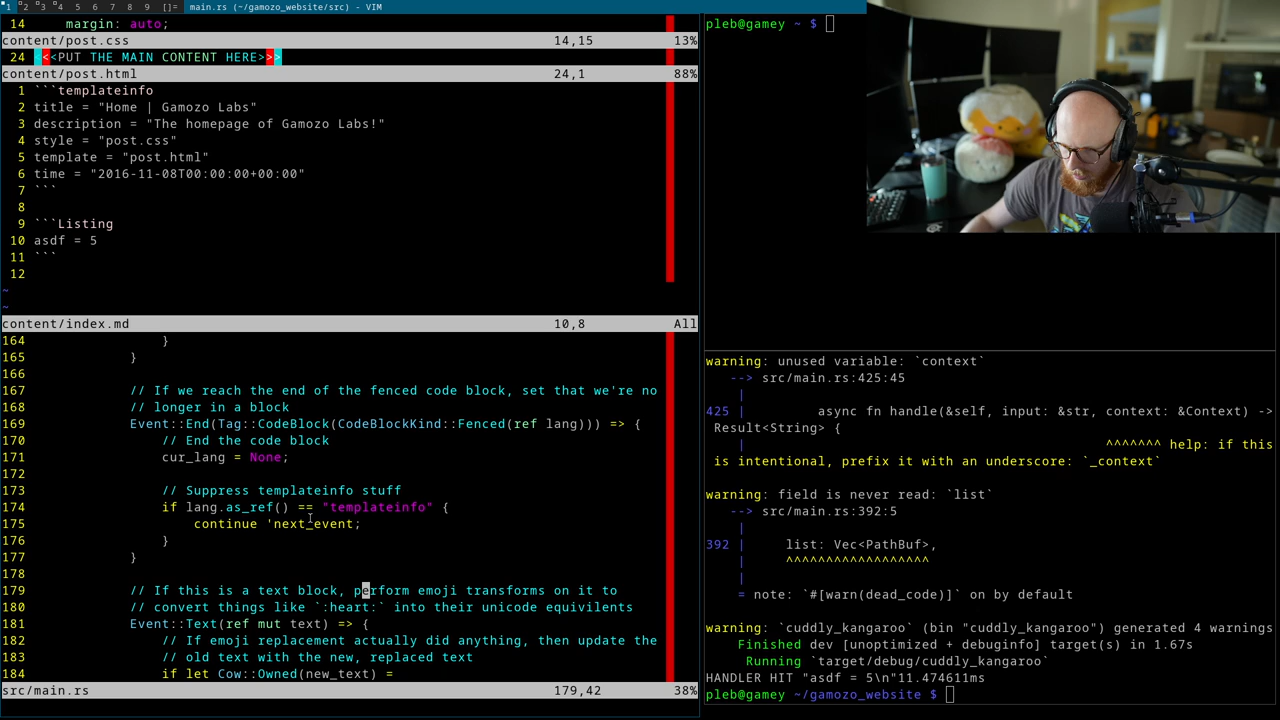 1 2 3 4 5 6 7 8 9 []= main.rs (~/gamozo_website/src) - VIM
14     margin: auto;
content/post.css 14,15 13%
24 <<<PUT THE MAIN CONTENT HERE>>>
content/post.html 24,1 88%
1 ```templateinfo
2 title = "Home | Gamozo Labs"
3 description = "The homepage of Gamozo Labs!"
4 style = "post.css"
5 template = "post.html"
6 time = "2016-11-08T00:00:00+00:00"
7 ```
8
9 ```Listing
10 asdf = 5
11 ```
12
~
~
content/index.md 10,8 All
164                 }
165             }
166
167             // If we reach the end of the fenced code block, set that we're no
168             // longer in a block
169             Event::End(Tag::CodeBlock(CodeBlockKind::Fenced(ref lang))) => {
170                 // End the code block
171                 cur_lang = None;
172
173                 // Suppress templateinfo stuff
174                 if lang.as_ref() == "templateinfo" {
175                     continue 'next_event;
176                 }
177             }
178
179             // If this is a text block, perform emoji transforms on it to
180             // convert things like `:heart:` into their unicode equivilents
181             Event::Text(ref mut text) => {
182                 // If emoji replacement actually did anything, then update the
183                 // old text with the new, replaced text
184                 if let Cow::Owned(new_text) =
src/main.rs 179,42 38%
pleb@gamey ~ $
warning: unused variable: `context`
   --> src/main.rs:425:45
    |
425 |     async fn handle(&self, input: &str, context: &Context) ->
 Result<String> {
    |                                         ^^^^^^^ help: if this
 is intentional, prefix it with an underscore: `_context`
warning: field is never read: `list`
   --> src/main.rs:392:5
    |
392 |     list: Vec<PathBuf>,
    |     ^^^^^^^^^^^^^^^^^^
    |
    = note: `#[warn(dead_code)]` on by default
warning: `cuddly_kangaroo` (bin "cuddly_kangaroo") generated 4 warnings
    Finished dev [unoptimized + debuginfo] target(s) in 1.67s
     Running `target/debug/cuddly_kangaroo`
HANDLER HIT "asdf = 5\n"11.474611ms
pleb@gamey ~/gamozo_website $